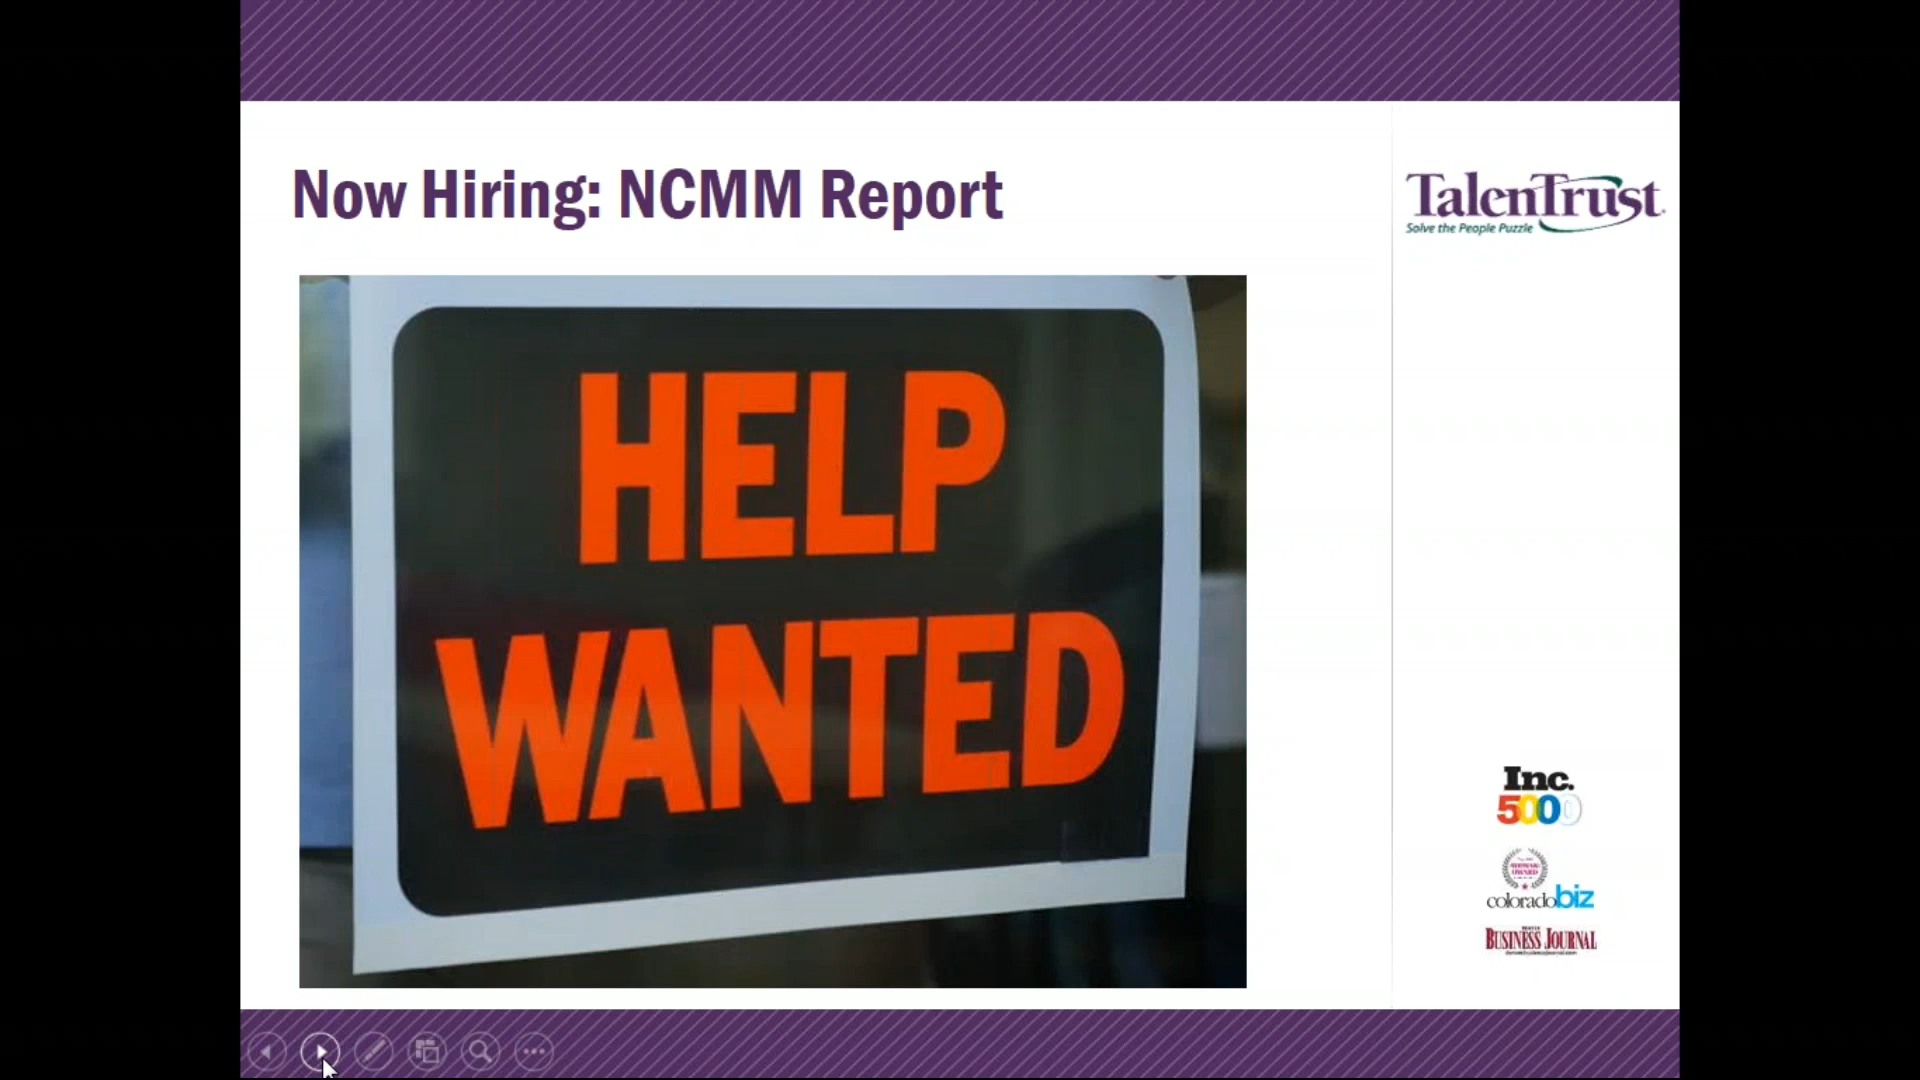 Now Hiring: NCMM Report
TalenTrust
Solve the People Puzzle
HELP
WANTED
Inc.
5000
coloradobiz
BUSINESS JOURNAL